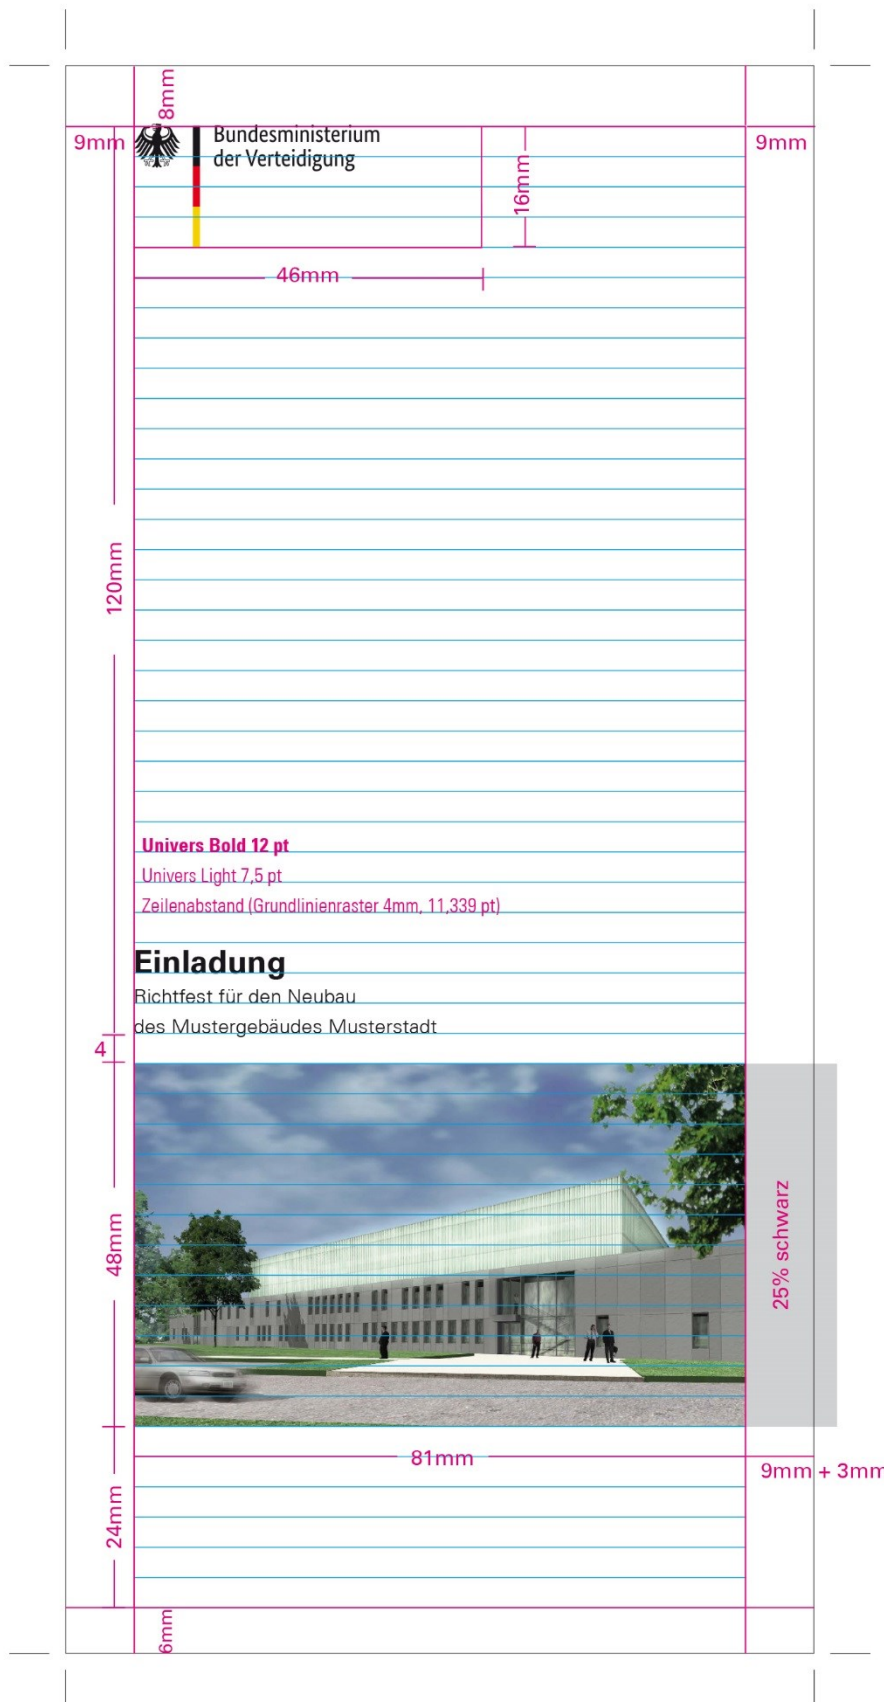 8mm
9mm
Bundesministerium
der Verteidigung
9mm
16mm
46mm
120mm
Univers Bold 12 pt
Univers Light 7,5 pt
Zeilenabstand (Grundlinienraster 4mm, 11,339 pt)
Einladung
Richtfest für den Neubau
des Mustergebäudes Musterstadt
4
48mm
25% schwarz
81mm
9mm + 3mm
24mm
6mm